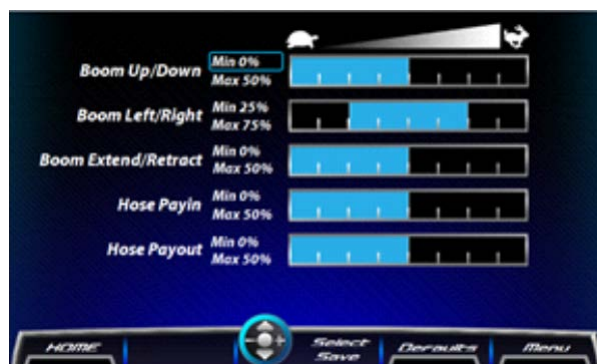 Boom Up/Down
Min 0%
Max 50%
Boom Left/Right
Min 25%
Max 75%
Boom Extend/Retract
Min 0%
Max 50%
Hose Payin
Min 0%
Max 50%
Hose Payout
Min 0%
Max 50%
HOME
Select
Save
Defaults
Menu